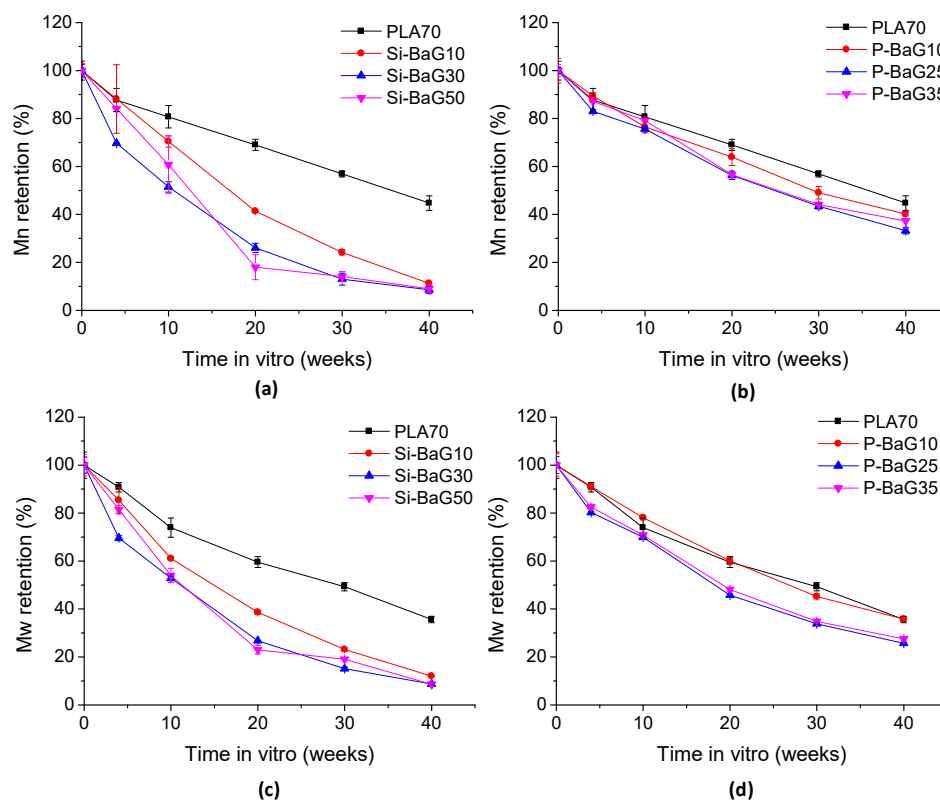 120
100
80
60
40
20
0
Mn retention (%)
PLA70
Si-BaG10
Si-BaG30
Si-BaG50
0 10 20 30 40
Time in vitro (weeks)
(a)
120
100
80
60
40
20
0
Mn retention (%)
PLA70
P-BaG10
P-BaG25
P-BaG35
0 10 20 30 40
Time in vitro (weeks)
(b)
120
100
80
60
40
20
0
Mw retention (%)
PLA70
Si-BaG10
Si-BaG30
Si-BaG50
0 10 20 30 40
Time in vitro (weeks)
(c)
120
100
80
60
40
20
0
Mw retention (%)
PLA70
P-BaG10
P-BaG25
P-BaG35
0 10 20 30 40
Time in vitro (weeks)
(d)